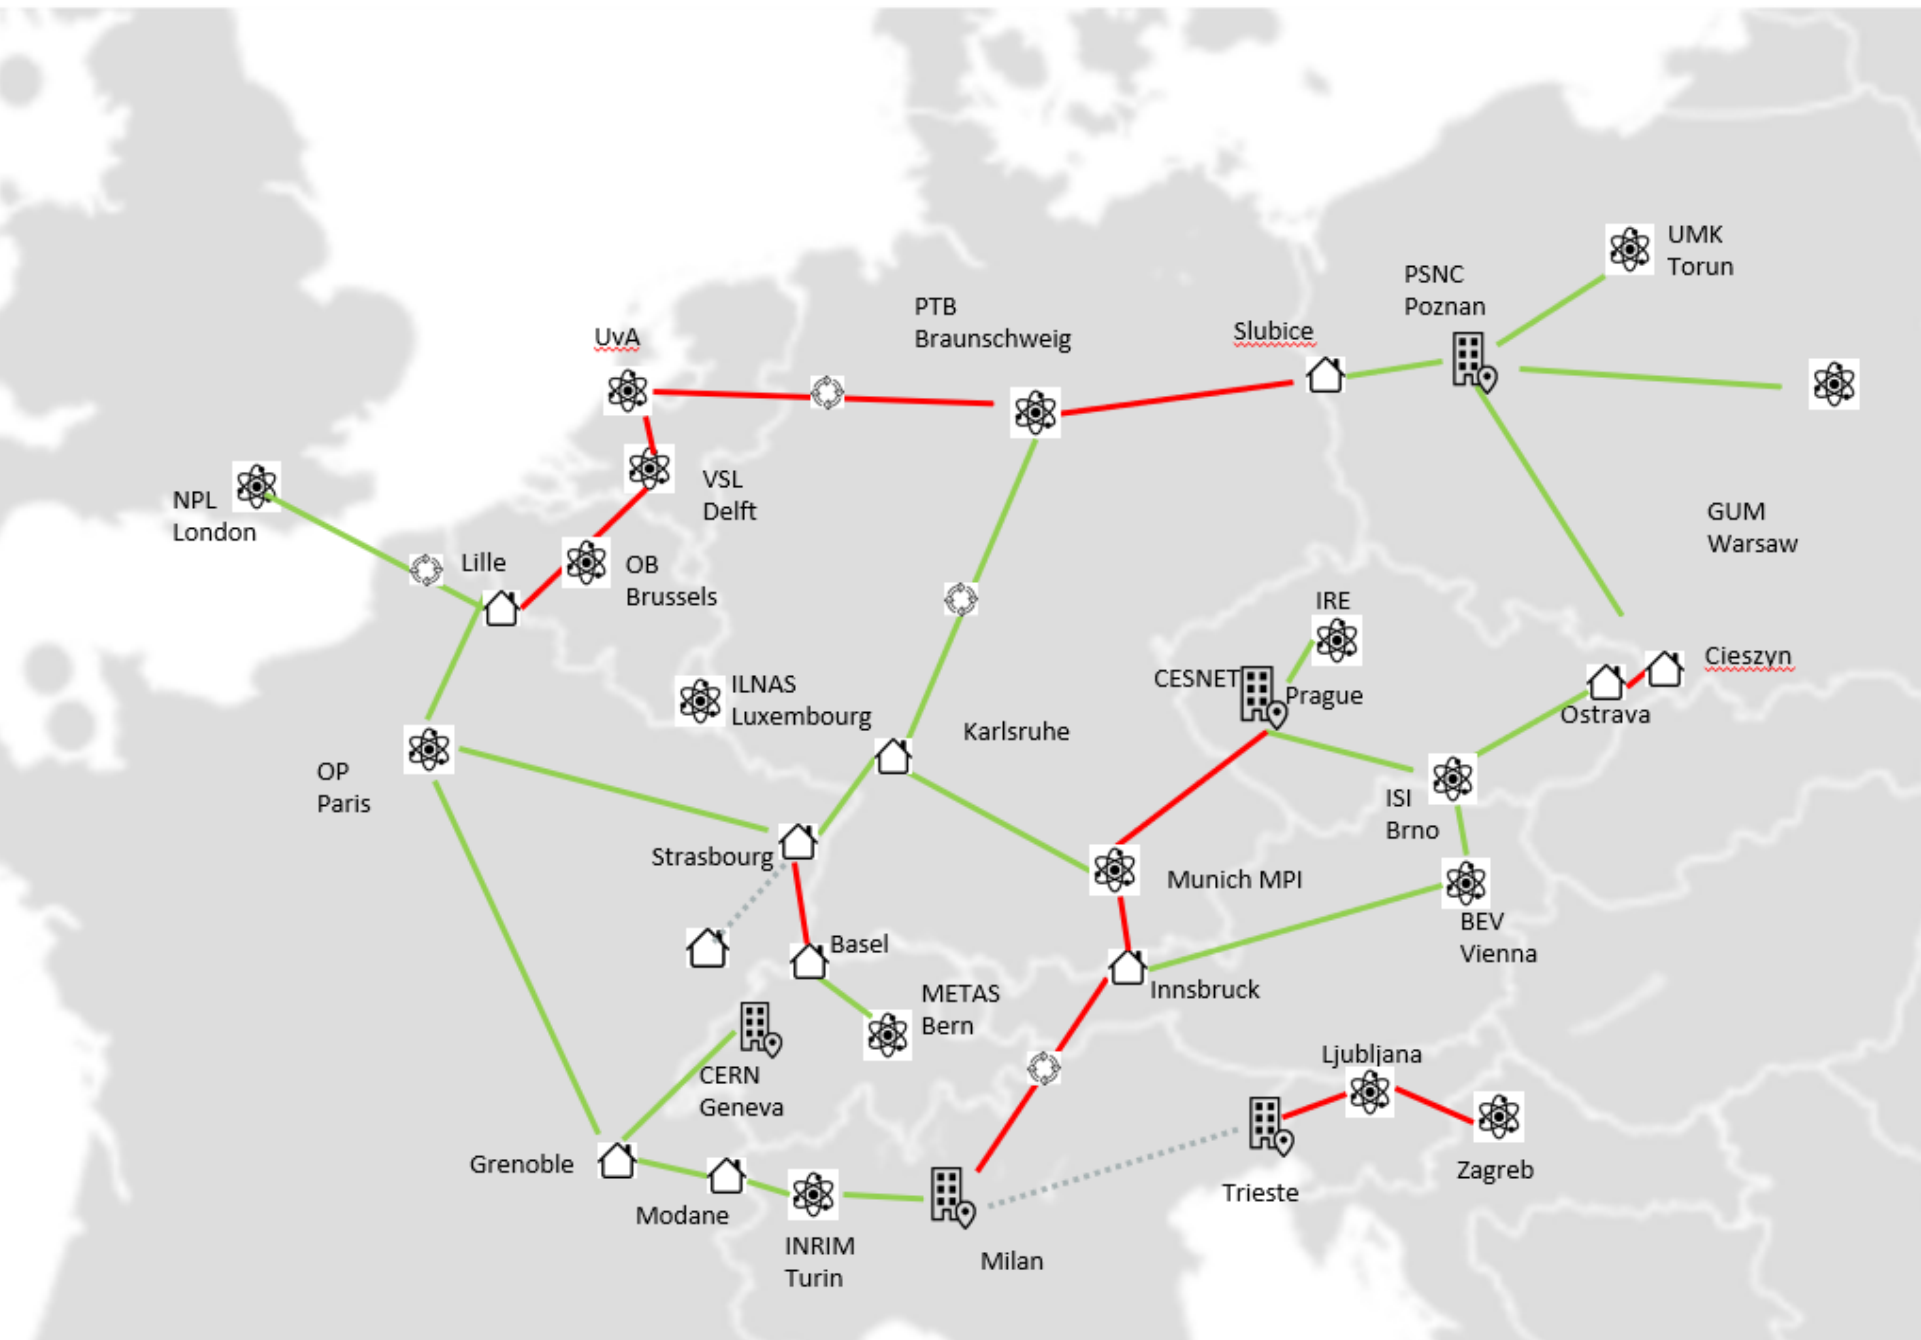 UMK
Torun
PSNC
Poznan
PTB
Braunschweig
Slubice
UvA
VSL
Delft
NPL
London
GUM
Warsaw
Lille
OB
Brussels
IRE
Cieszyn
CESNET
Prague
ILNAS
Luxembourg
Ostrava
Karlsruhe
OP
Paris
ISI
Brno
Strasbourg
Munich MPI
BEV
Vienna
Basel
Innsbruck
METAS
Bern
Ljubljana
CERN
Geneva
Grenoble
Zagreb
Trieste
Modane
INRIM
Turin
Milan